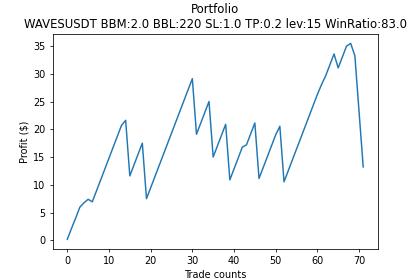 Portfolio
WAVESUSDT BBM:2.0 BBL:220 SL:1.0 TP:0.2 lev:15 WinRatio:83.0
Profit ($)
35
30
25
20
15
10
5
0
0 10 20 30 40 50 60 70
Trade counts